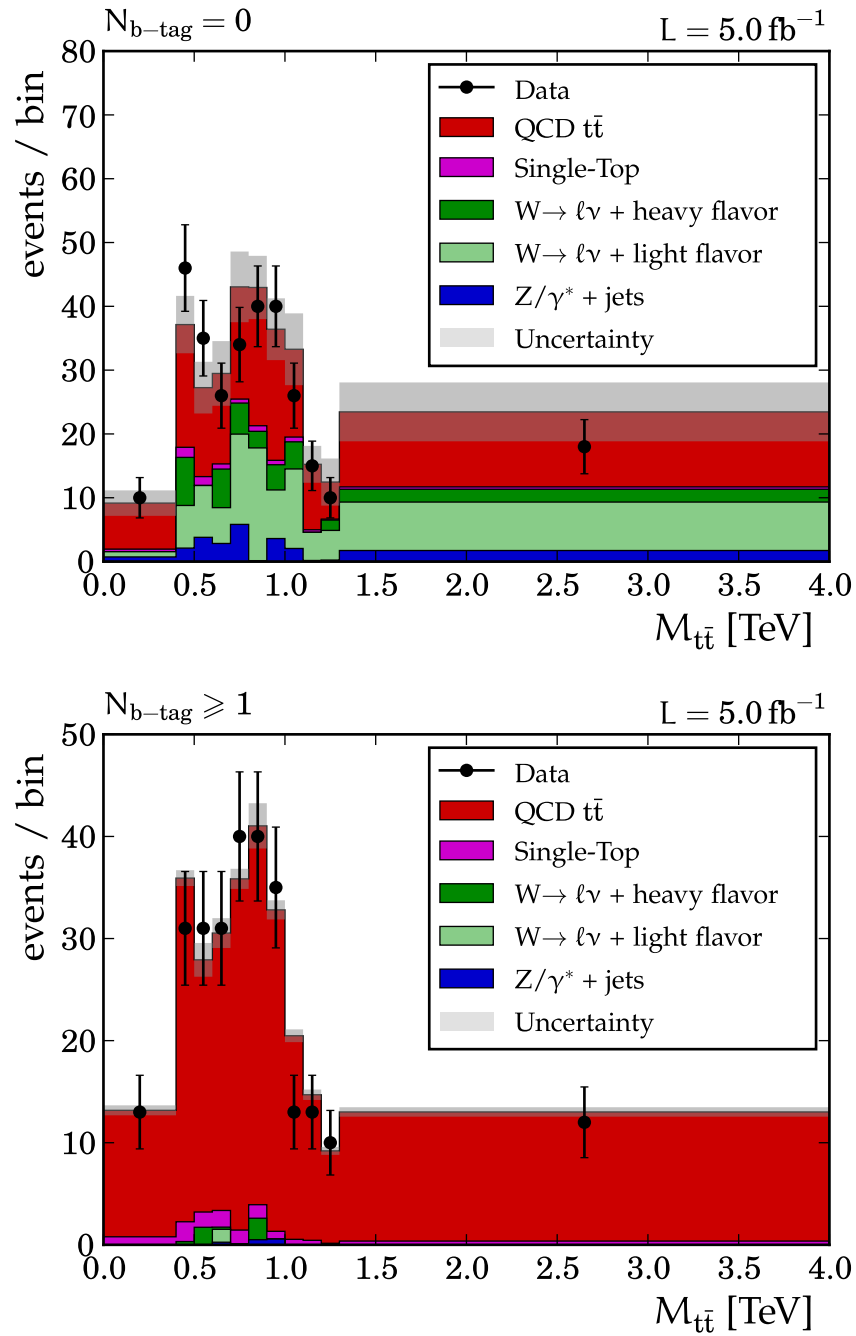 N_b−tag = 0
L = 5.0 fb⁻¹
events / bin
80
70
60
50
40
30
20
10
0
Data
QCD tt̄
Single-Top
W→ ℓν + heavy flavor
W→ ℓν + light flavor
Z/γ* + jets
Uncertainty
0.0 0.5 1.0 1.5 2.0 2.5 3.0 3.5 4.0
M_tt̄ [TeV]
N_b−tag ⩾ 1
L = 5.0 fb⁻¹
events / bin
50
40
30
20
10
0
Data
QCD tt̄
Single-Top
W→ ℓν + heavy flavor
W→ ℓν + light flavor
Z/γ* + jets
Uncertainty
0.0 0.5 1.0 1.5 2.0 2.5 3.0 3.5 4.0
M_tt̄ [TeV]